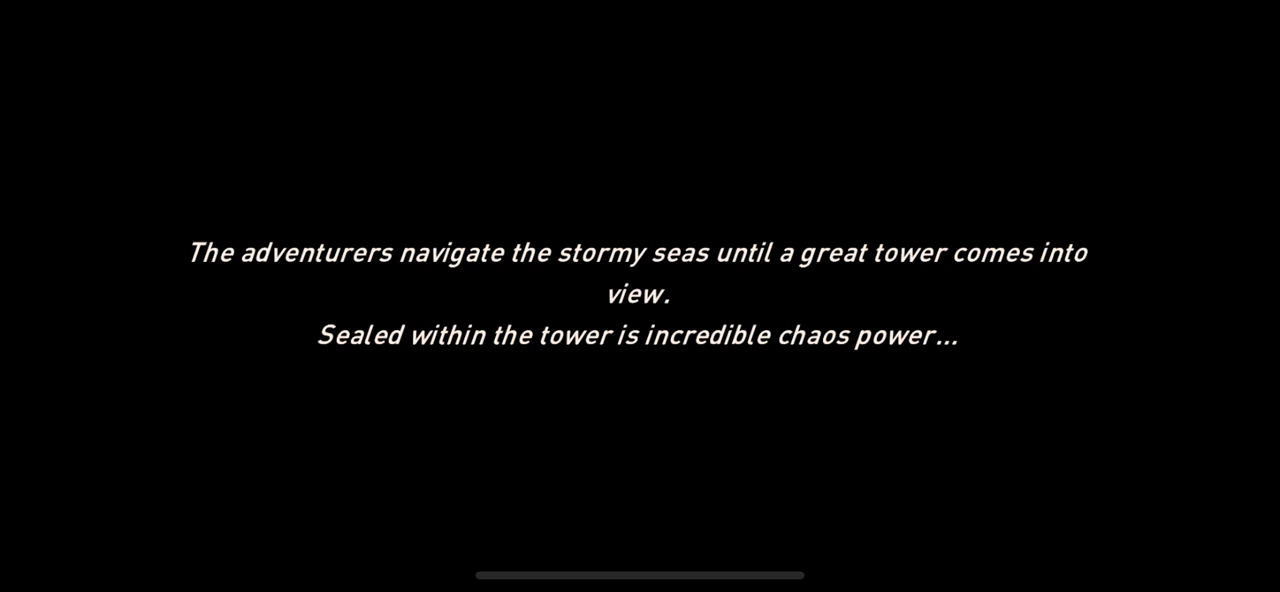 The adventurers navigate the stormy seas until a great tower comes into
view.
Sealed within the tower is incredible chaos power...